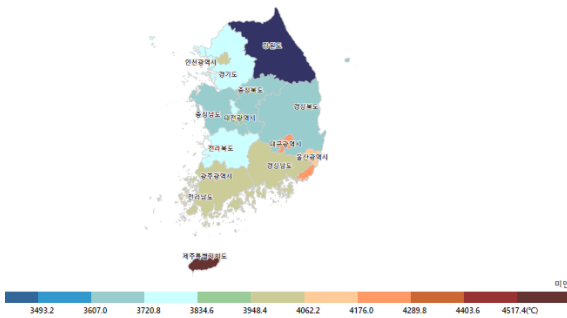 강원도
인천광역시
경기도
충청북도
경상북도
충청남도
대전광역시
전라북도
대구광역시
울산광역시
경상남도
광주광역시
전라남도
제주특별자치도
미만
3493.2 3607.0 3720.8 3834.6 3948.4 4062.2 4176.0 4289.8 4403.6 4517.4(℃)